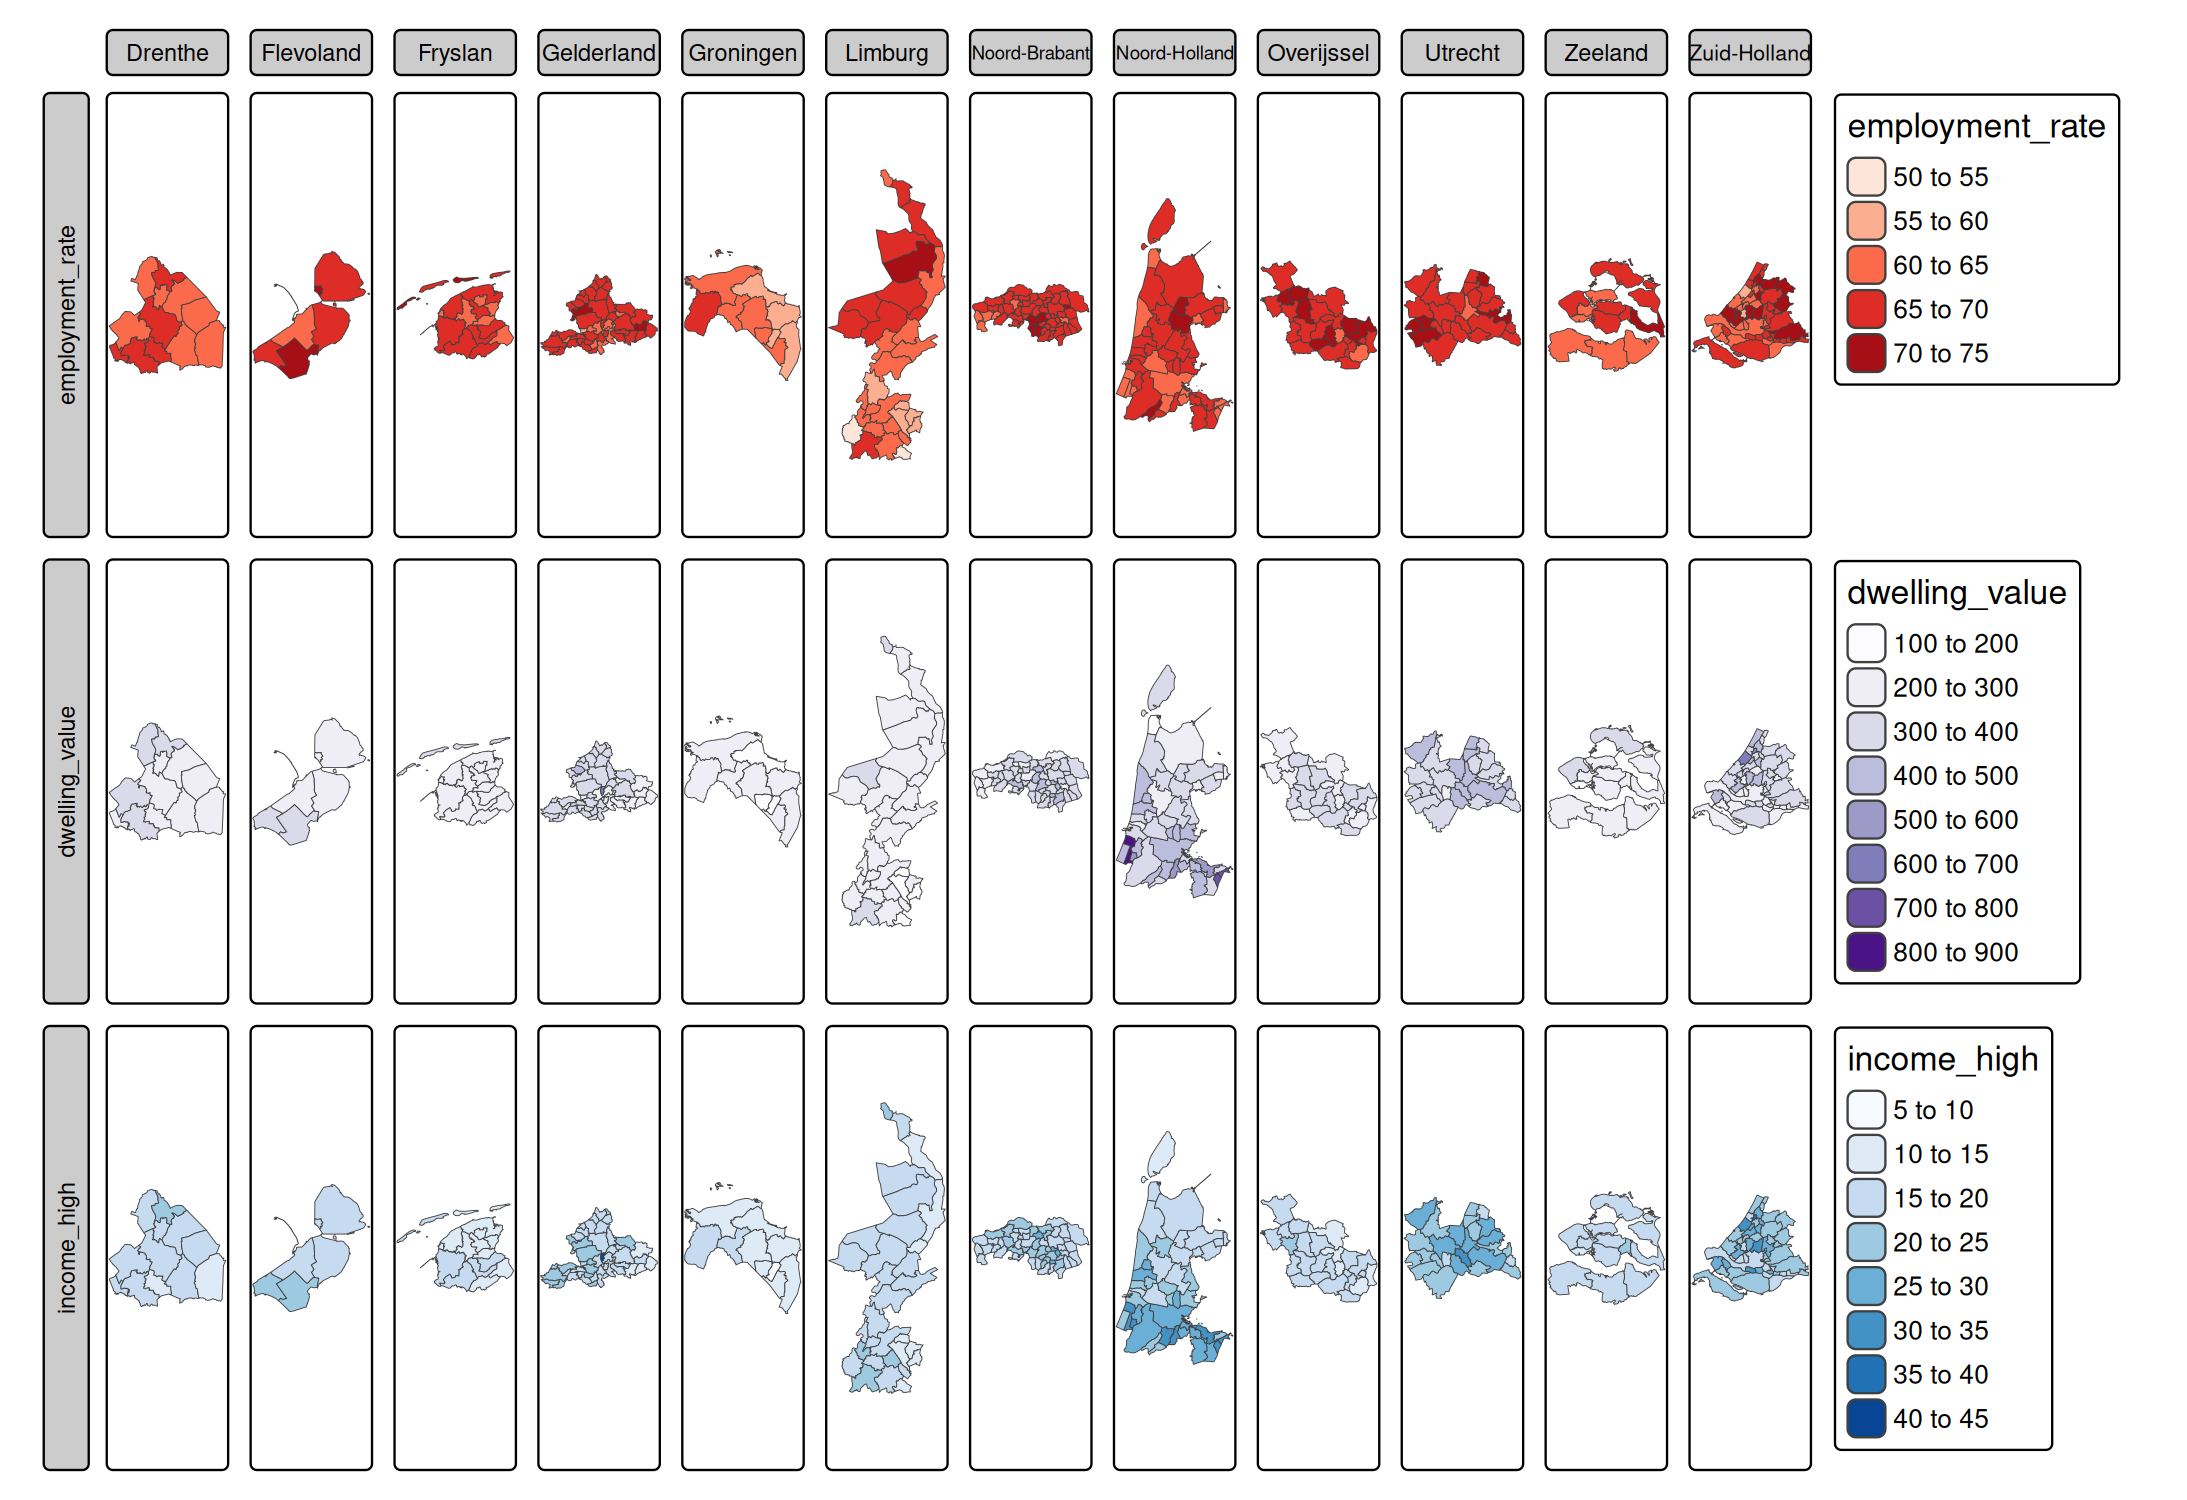 Drenthe
Flevoland
Fryslan
Gelderland
Groningen
Limburg
Noord-Brabant
Noord-Holland
Overijssel
Utrecht
Zeeland
Zuid-Holland
employment_rate
employment_rate
50 to 55
55 to 60
60 to 65
65 to 70
70 to 75
dwelling_value
dwelling_value
100 to 200
200 to 300
300 to 400
400 to 500
500 to 600
600 to 700
700 to 800
800 to 900
income_high
income_high
5 to 10
10 to 15
15 to 20
20 to 25
25 to 30
30 to 35
35 to 40
40 to 45